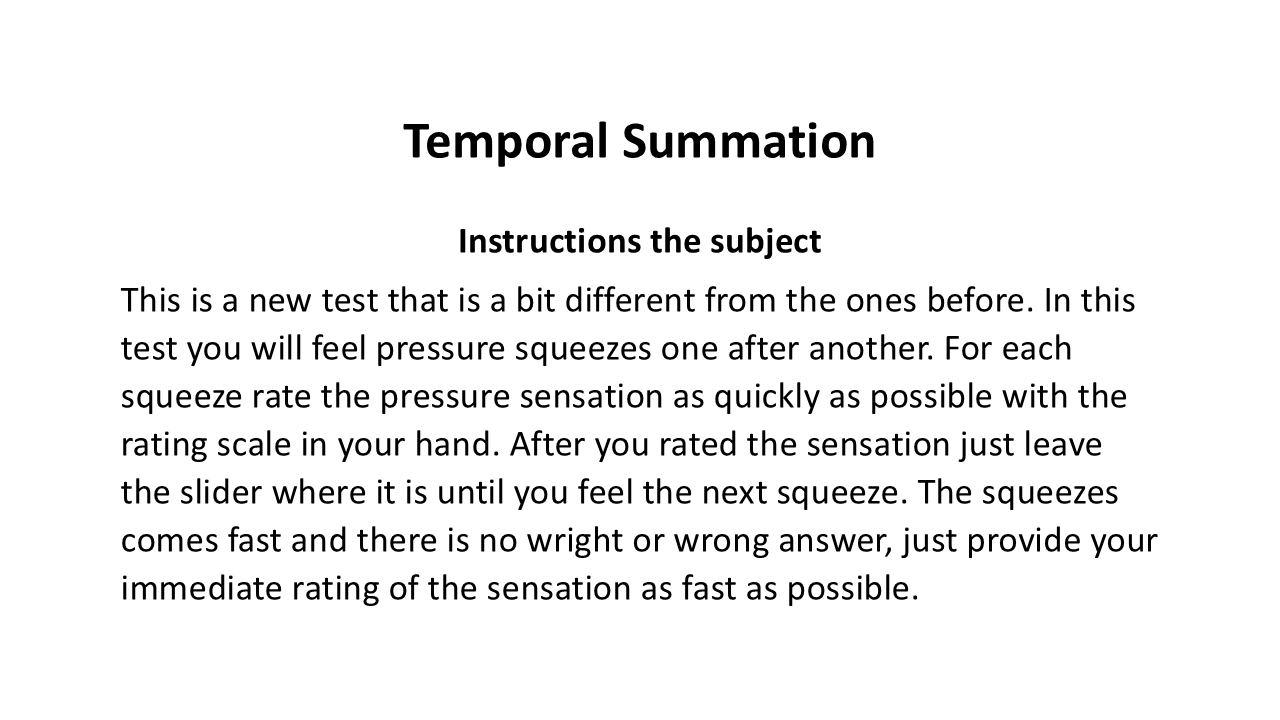 Temporal Summation
Instructions the subject
This is a new test that is a bit different from the ones before. In this
test you will feel pressure squeezes one after another. For each
squeeze rate the pressure sensation as quickly as possible with the
rating scale in your hand. After you rated the sensation just leave
the slider where it is until you feel the next squeeze. The squeezes
comes fast and there is no wright or wrong answer, just provide your
immediate rating of the sensation as fast as possible.